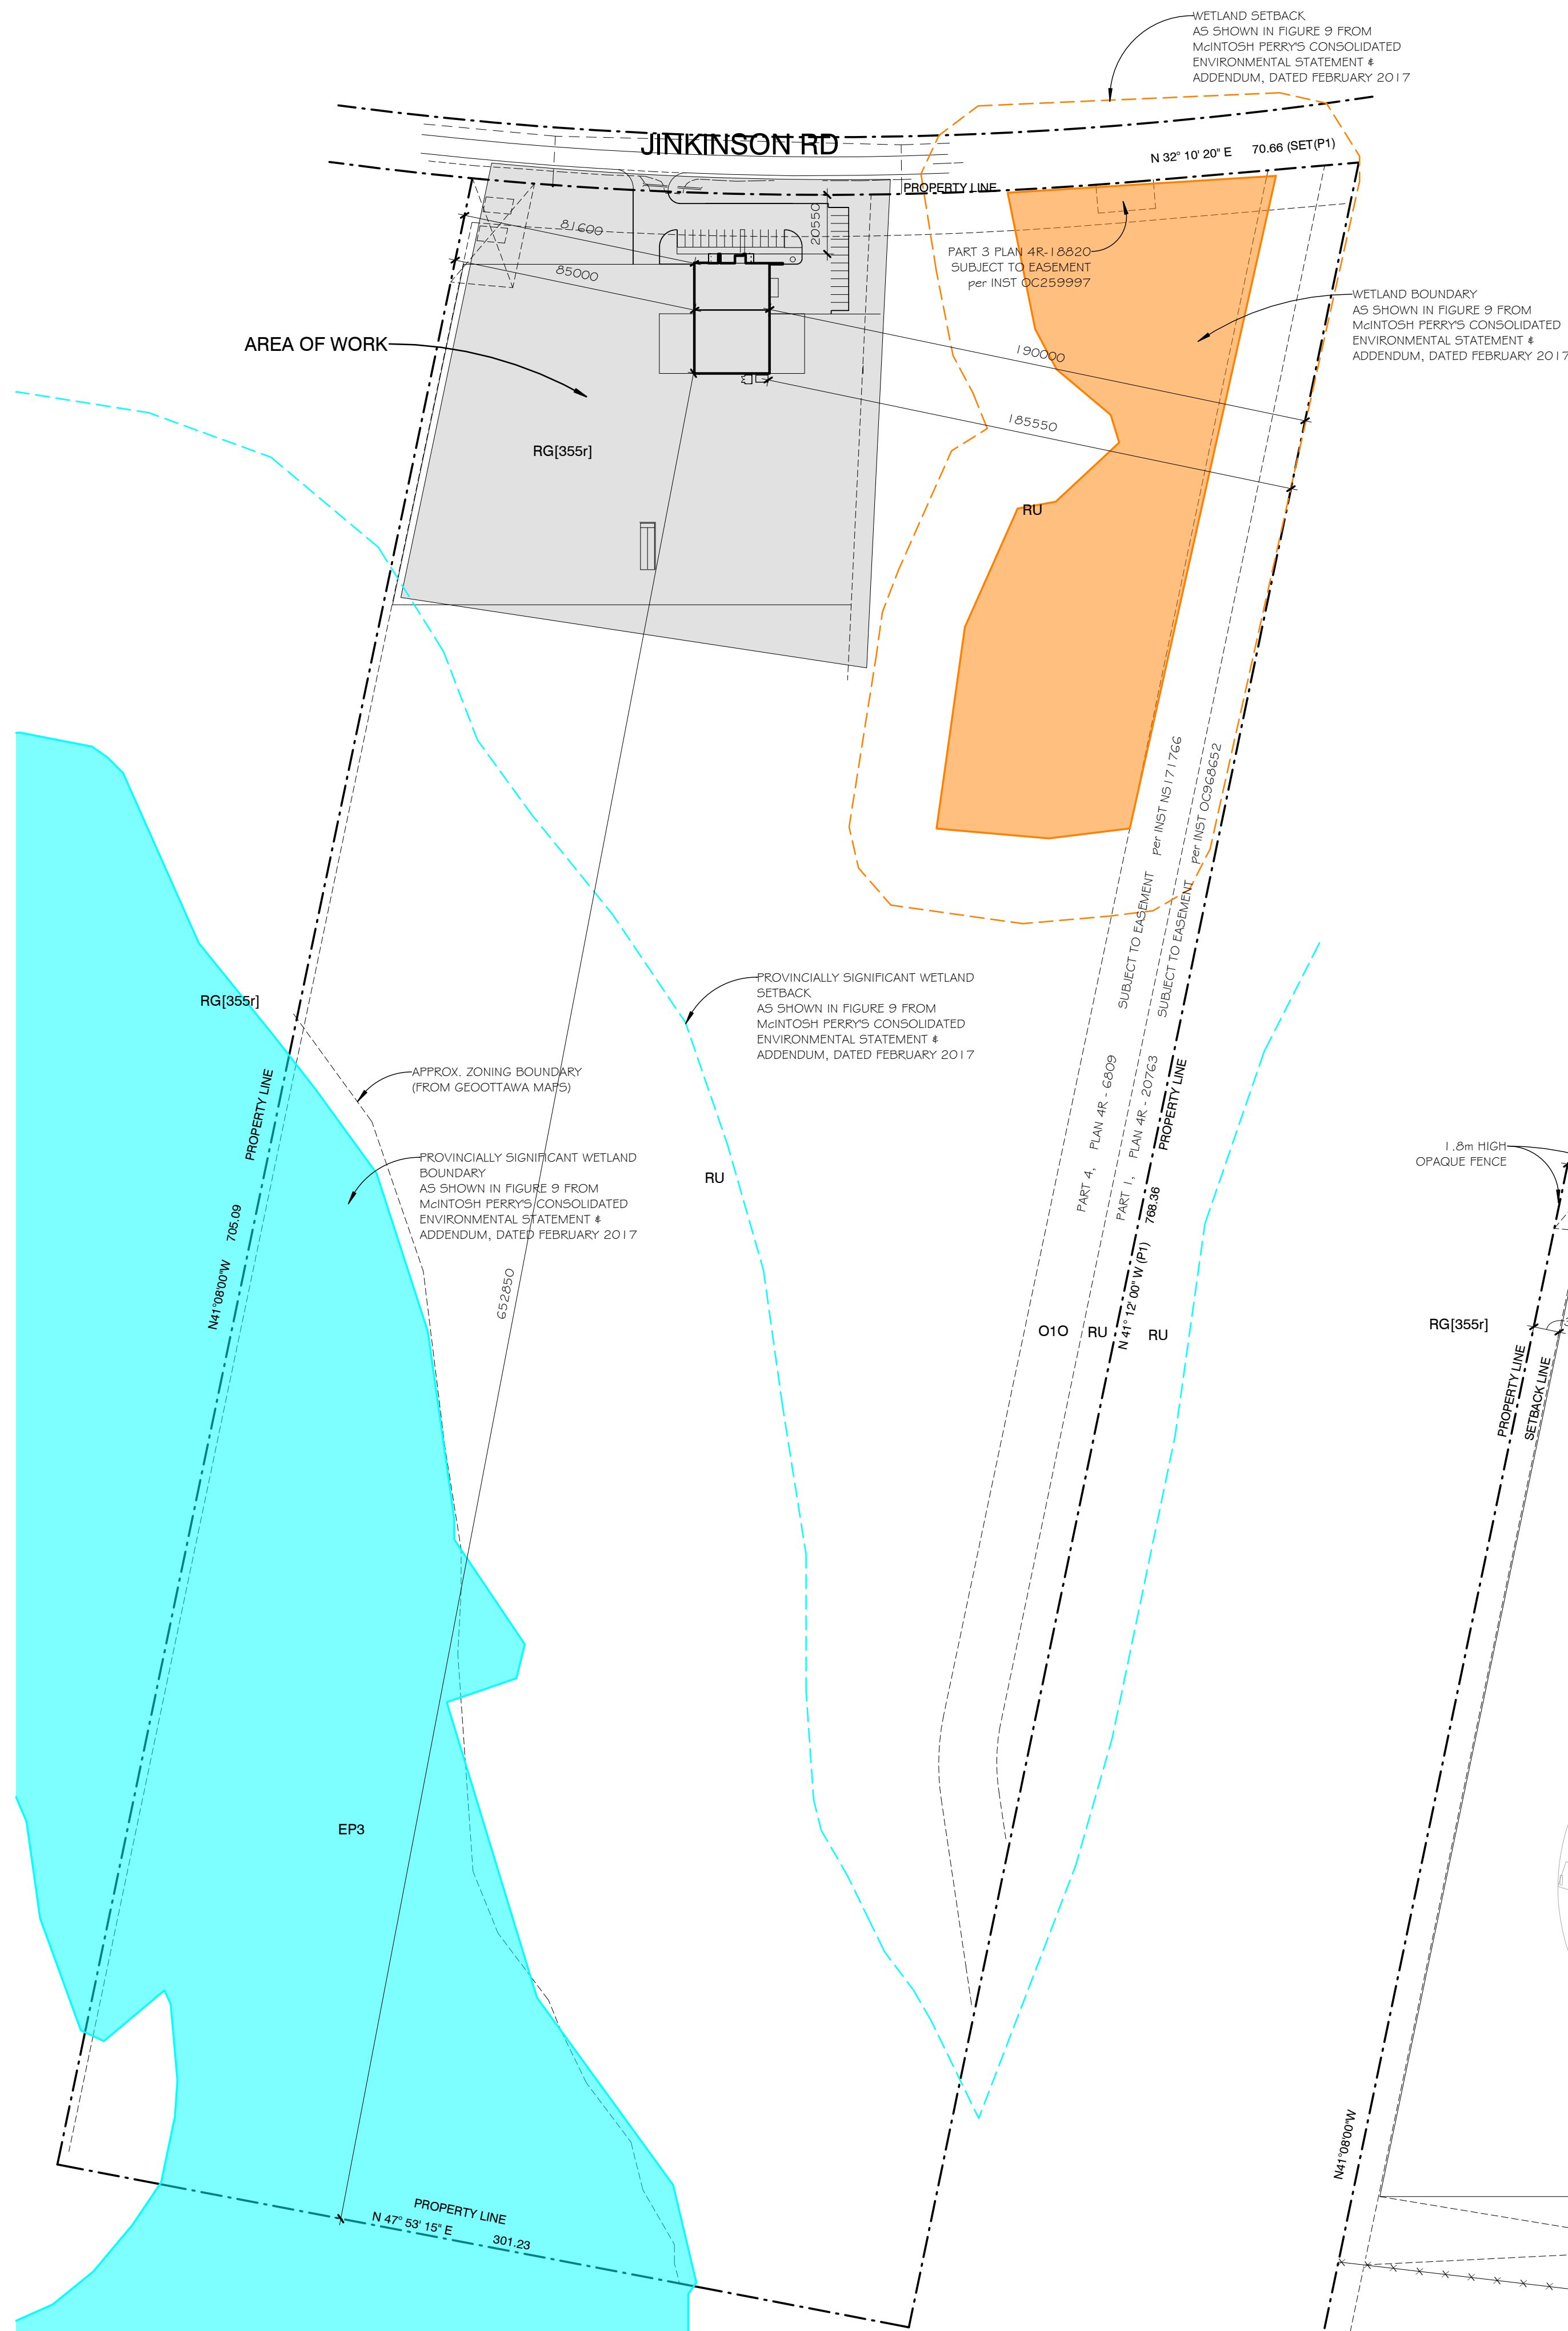 WETLAND SETBACK
AS SHOWN IN FIGURE 9 FROM
McINTOSH PERRY'S CONSOLIDATED
ENVIRONMENTAL STATEMENT &
ADDENDUM, DATED FEBRUARY 2017
JINKINSON RD
N 32° 10' 20" E 70.66 (SET(P1)
PROPERTY LINE
81600
20550
85000
PART 3 PLAN 4R-18820
SUBJECT TO EASEMENT
per INST OC259997
WETLAND BOUNDARY
AS SHOWN IN FIGURE 9 FROM
McINTOSH PERRY'S CONSOLIDATED
ENVIRONMENTAL STATEMENT &
ADDENDUM, DATED FEBRUARY 2017
AREA OF WORK
190000
185550
RG[355r]
RU
PART 4, PLAN 4R - 6809 SUBJECT TO EASEMENT per INST NS171766
PART 1, PLAN 4R - 20763 SUBJECT TO EASEMENT per INST OC968652
PROVINCIALLY SIGNIFICANT WETLAND
SETBACK
AS SHOWN IN FIGURE 9 FROM
McINTOSH PERRY'S CONSOLIDATED
ENVIRONMENTAL STATEMENT &
ADDENDUM, DATED FEBRUARY 2017
RG[355r]
APPROX. ZONING BOUNDARY
(FROM GEOOTTAWA MAPS)
PROVINCIALLY SIGNIFICANT WETLAND
BOUNDARY
AS SHOWN IN FIGURE 9 FROM
McINTOSH PERRY'S CONSOLIDATED
ENVIRONMENTAL STATEMENT &
ADDENDUM, DATED FEBRUARY 2017
N41°08'00"W 705.09 PROPERTY LINE
RU
652850
N 41° 12' 00" W (P1) 768.36 PROPERTY LINE
O1O
RU
RU
1.8m HIGH
OPAQUE FENCE
RG[355r]
PROPERTY LINE
SETBACK LINE
EP3
N41°08'00"W
PROPERTY LINE
N 47° 53' 15" E 301.23